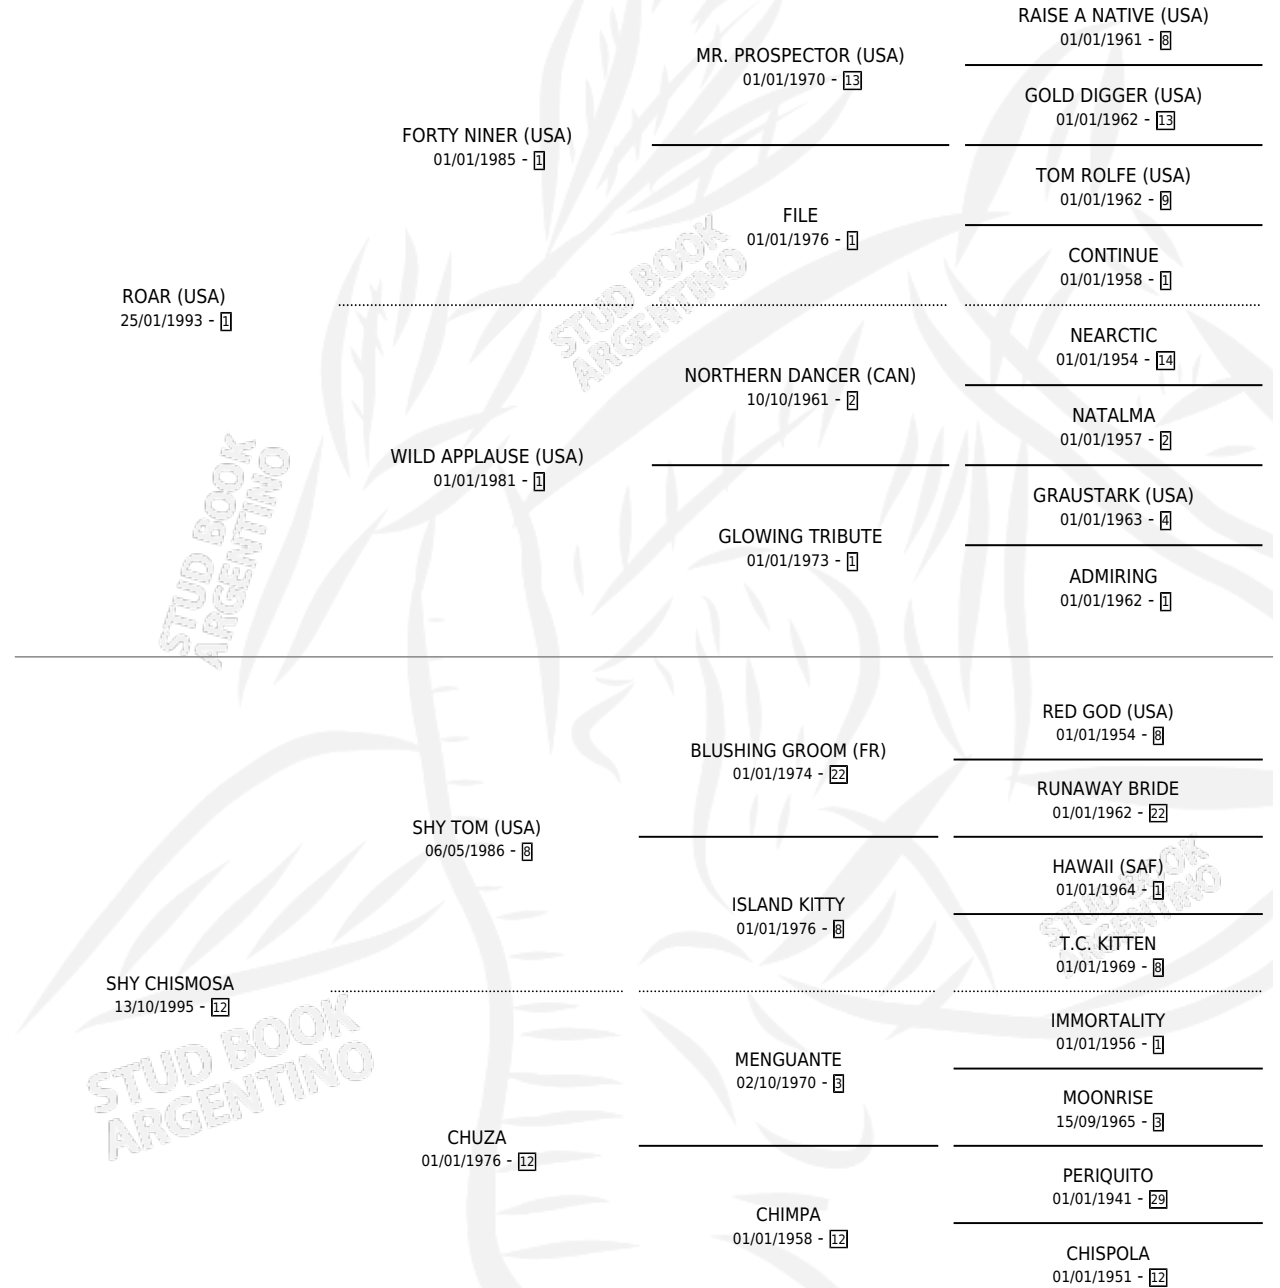 RAISE A NATIVE (USA)
01/01/1961 - 8
MR. PROSPECTOR (USA)
01/01/1970 - 13
GOLD DIGGER (USA)
01/01/1962 - 13
FORTY NINER (USA)
01/01/1985 - 1
TOM ROLFE (USA)
01/01/1962 - 9
FILE
01/01/1976 - 1
CONTINUE
01/01/1958 - 1
ROAR (USA)
25/01/1993 - 1
STUD BOOK
ARGENTINO
NEARCTIC
01/01/1954 - 14
NORTHERN DANCER (CAN)
10/10/1961 - 2
NATALMA
01/01/1957 - 2
WILD APPLAUSE (USA)
01/01/1981 - 1
GRAUSTARK (USA)
01/01/1963 - 4
GLOWING TRIBUTE
01/01/1973 - 1
ADMIRING
01/01/1962 - 1
STUD BOOK
ARGENTINO
RED GOD (USA)
01/01/1954 - 8
BLUSHING GROOM (FR)
01/01/1974 - 22
RUNAWAY BRIDE
01/01/1962 - 22
SHY TOM (USA)
06/05/1986 - 8
HAWAII (SAF)
01/01/1964 - 1
ISLAND KITTY
01/01/1976 - 8
T.C. KITTEN
01/01/1969 - 8
STUD BOOK
ARGENTINO
SHY CHISMOSA
13/10/1995 - 12
IMMORTALITY
01/01/1956 - 1
MENGUANTE
02/10/1970 - 3
MOONRISE
15/09/1965 - 3
STUD BOOK
ARGENTINO
CHUZA
01/01/1976 - 12
PERIQUITO
01/01/1941 - 29
CHIMPA
01/01/1958 - 12
CHISPOLA
01/01/1951 - 12